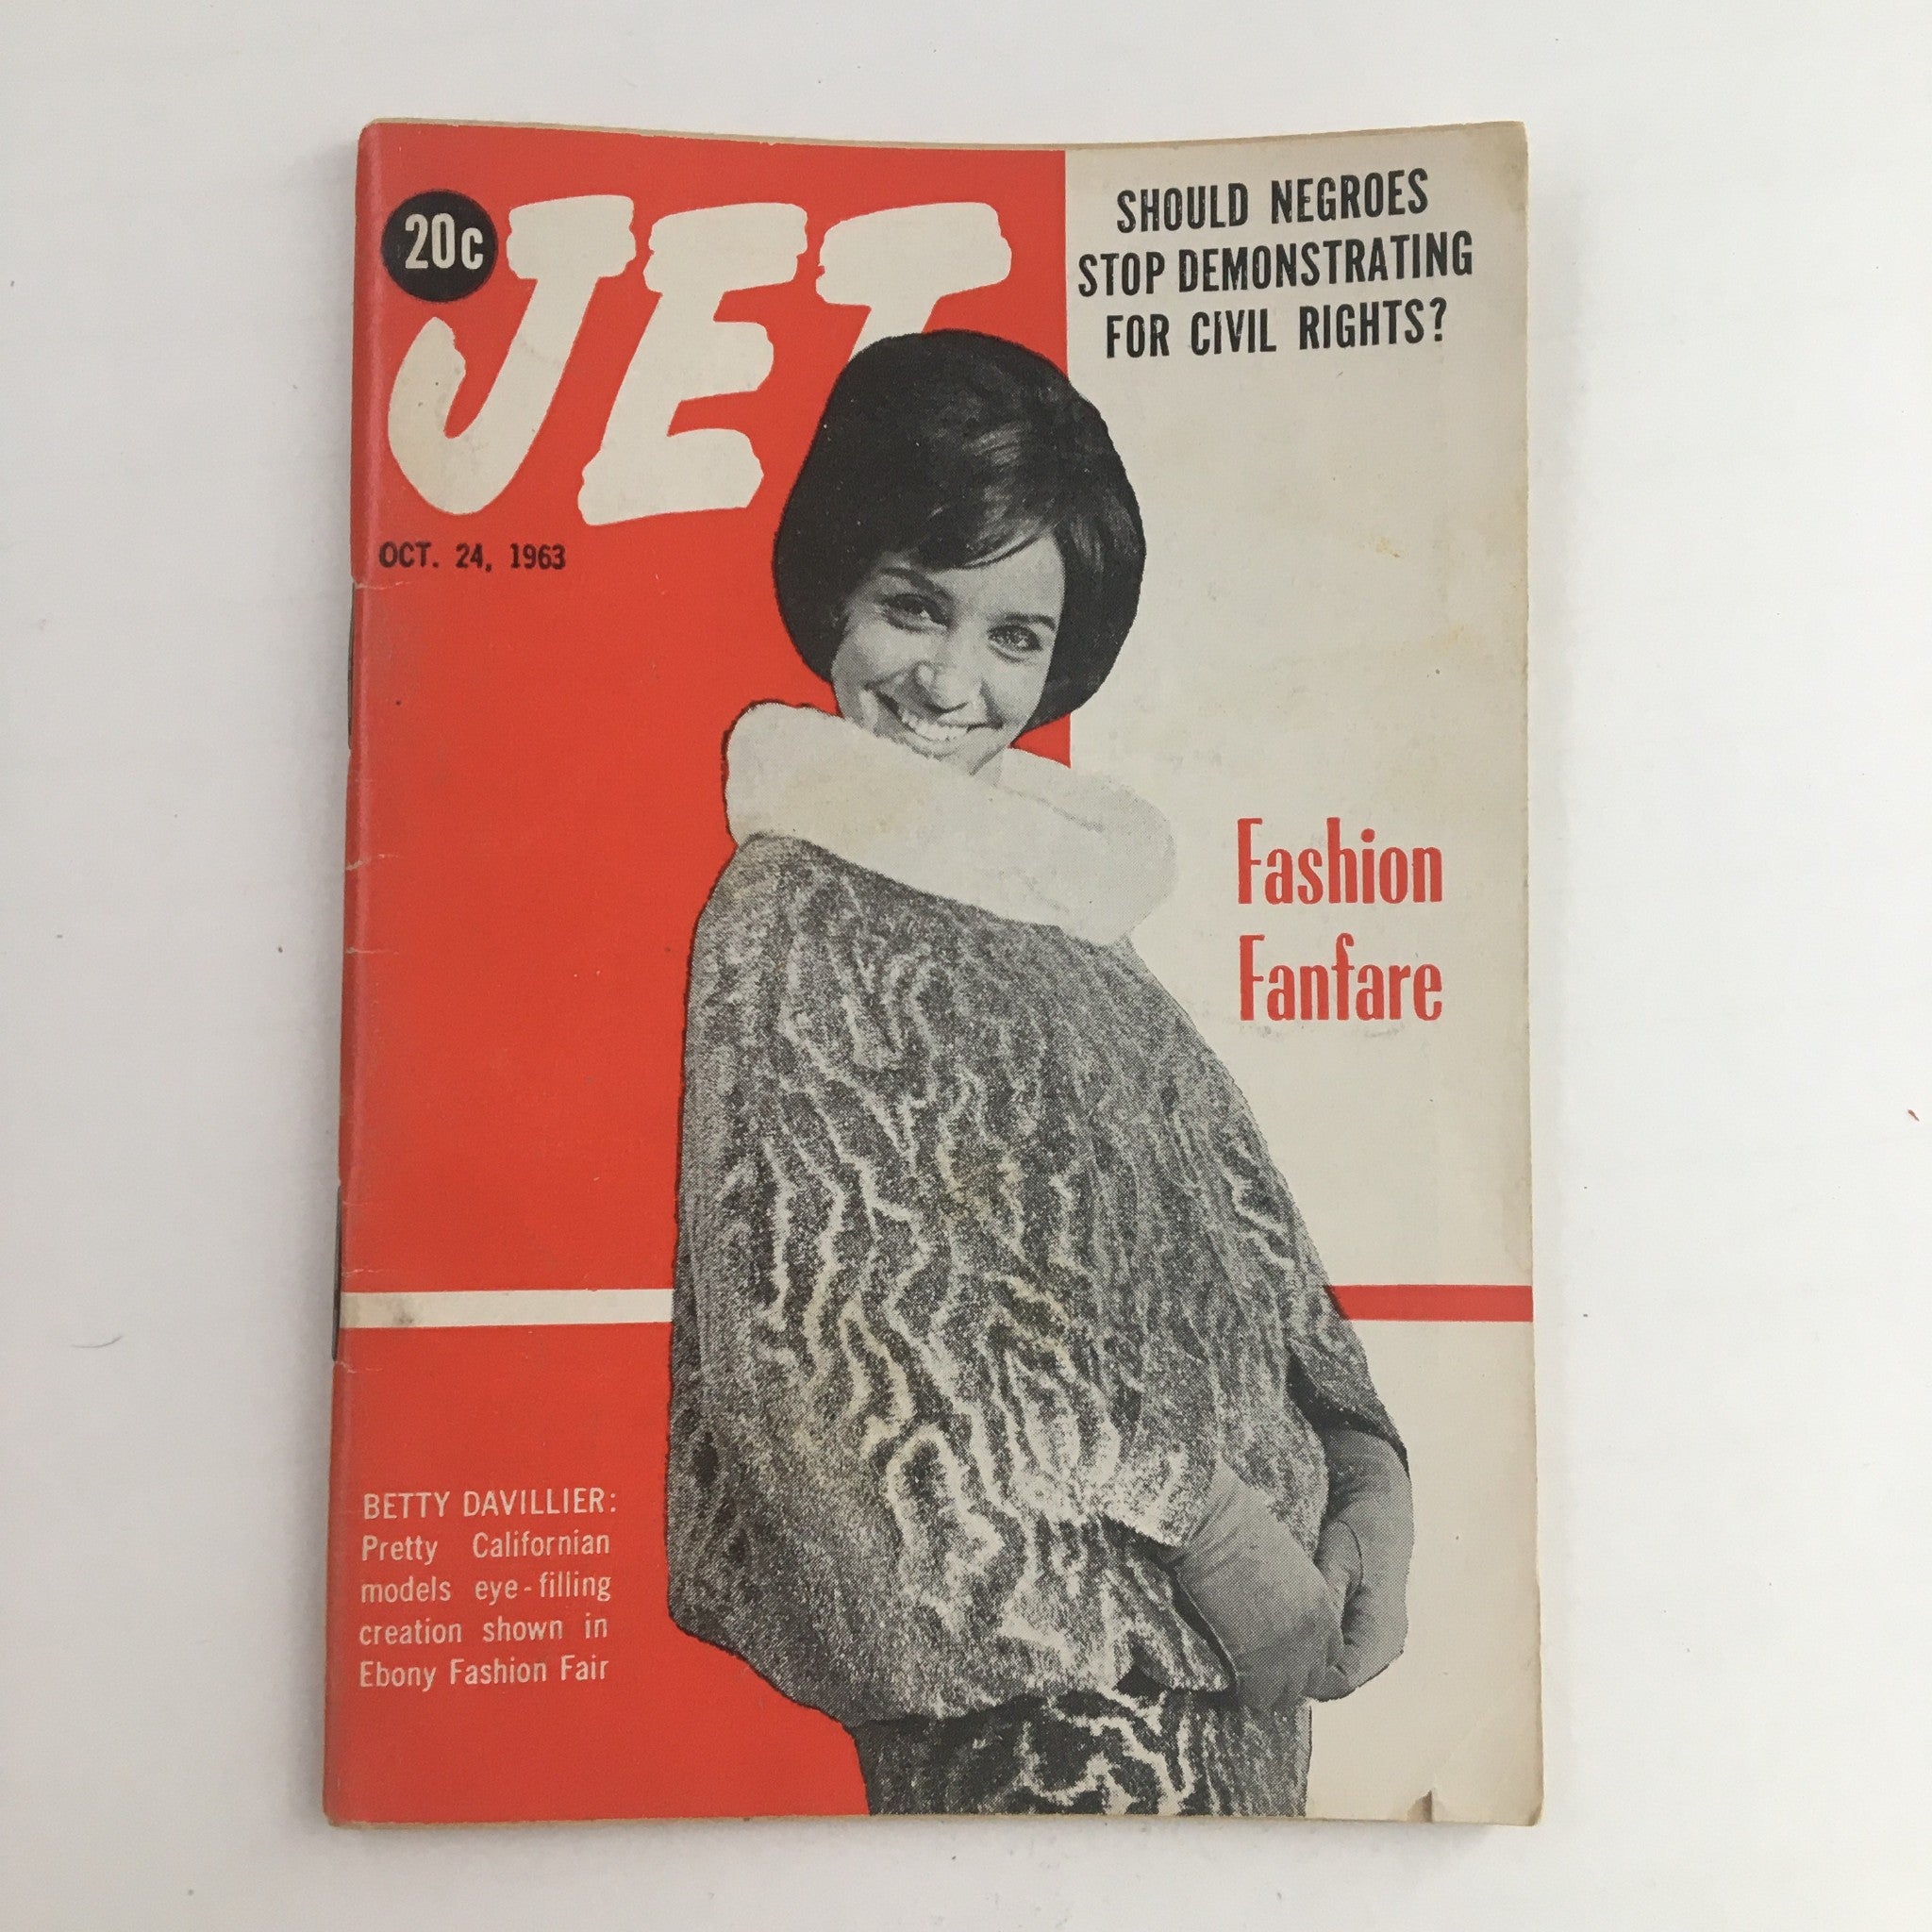 20c
JET
OCT. 24, 1963
SHOULD NEGROES
STOP DEMONSTRATING
FOR CIVIL RIGHTS?
Fashion
Fanfare
BETTY DAVILLIER:
Pretty Californian
models eye-filling
creation shown in
Ebony Fashion Fair